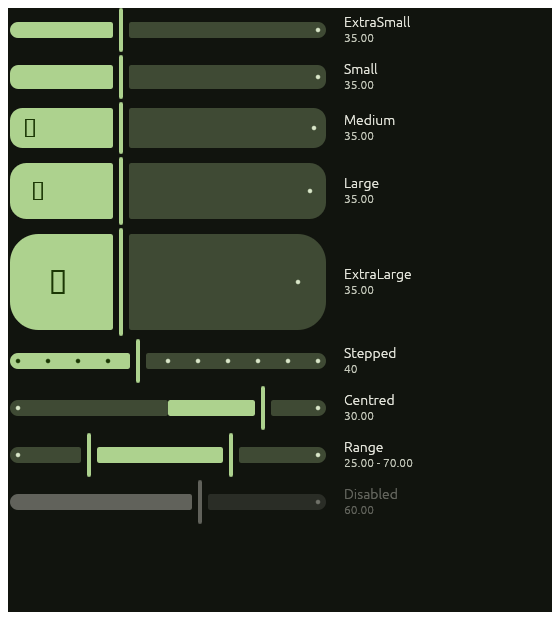 ExtraSmall
35.00
Small
35.00
Medium
35.00
Large
35.00
ExtraLarge
35.00
Stepped
40
Centred
30.00
Range
25.00 - 70.00
Disabled
60.00